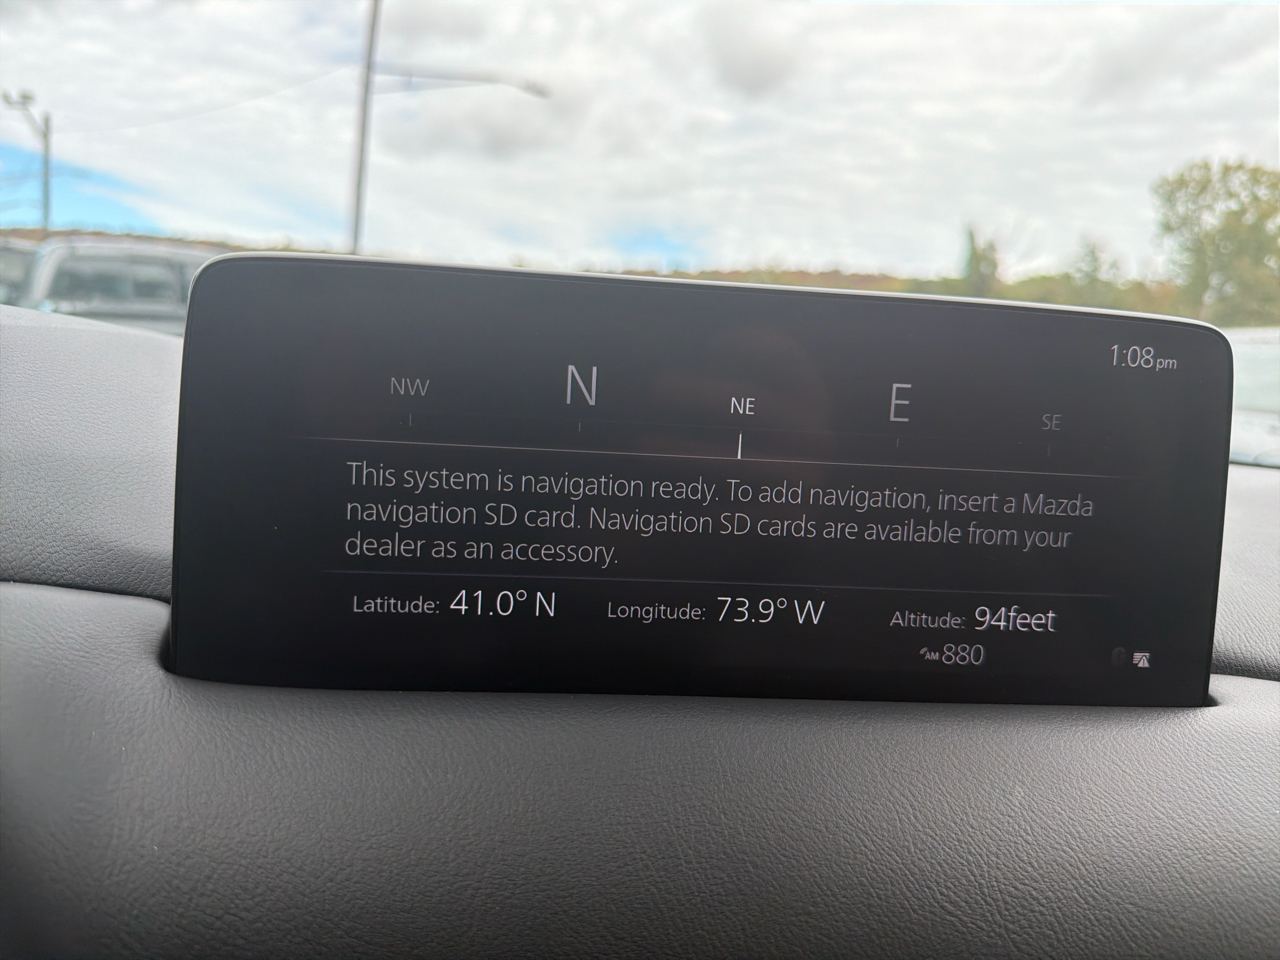 1:08pm
NW N NE E SE
This system is navigation ready. To add navigation, insert a Mazda
navigation SD card. Navigation SD cards are available from your
dealer as an accessory.
Latitude: 41.0° N Longitude: 73.9° W Altitude: 94feet
AM 880